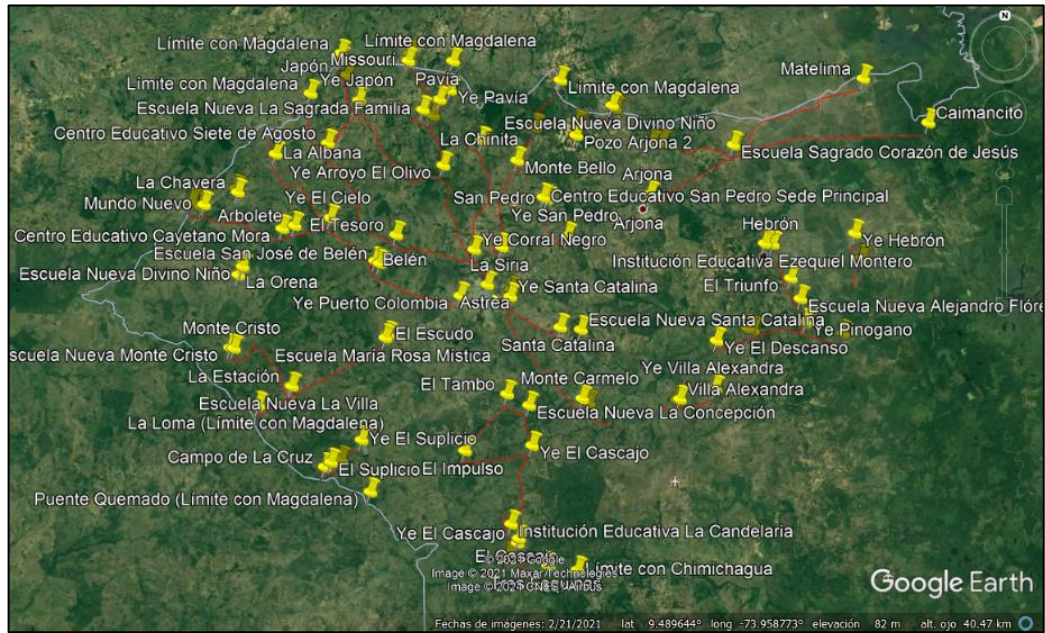 N
Límite con Magdalena
Límite con Magdalena
Missouri
Japón
Matelima
Ye Japón
Pavía
Límite con Magdalena
Límite con Magdalena
Ye Pavía
Escuela Nueva La Sagrada Familia
Caimancito
Escuela Nueva Divino Niño
Centro Educativo Siete de Agosto
La Chinita
Pozo Arjona 2
La Albana
Escuela Sagrado Corazón de Jesús
Ye Arroyo El Olivo
Monte Bello
Arjona
La Chavera
Ye El Cielo
San Pedro
Centro Educativo San Pedro Sede Principal
Mundo Nuevo
Arbolete
El Tesoro
Ye San Pedro
Arjona
Hebrón
Centro Educativo Cayetano Mora
Ye Corral Negro
Ye Hebrón
Escuela San José de Belén
Belén
La Siria
Institución Educativa Ezequiel Montero
Escuela Nueva Divino Niño
La Orena
Ye Santa Catalina
El Triunfo
Ye Puerto Colombia
Astrea
Escuela Nueva Alejandro Flóre
Monte Cristo
El Escudo
Escuela Nueva Santa Catalina
Ye Pinogano
Escuela Nueva Monte Cristo
Escuela María Rosa Mística
Santa Catalina
Ye El Descanso
La Estación
El Tambo
Monte Carmelo
Ye Villa Alexandra
Villa Alexandra
Escuela Nueva La Villa
Escuela Nueva La Concepción
La Loma (Límite con Magdalena)
Ye El Suplicio
Campo de La Cruz
El Suplicio
El Impulso
Ye El Cascajo
Puente Quemado (Límite con Magdalena)
Ye El Cascajo
Institución Educativa La Candelaria
El Cascajo
© 2021 Google
Límite con Chimichagua
Image © 2021 Maxar Technologies
Image © 2021 CNES / Airbus
Google Earth
Fechas de imágenes: 2/21/2021 lat 9.489644° long -73.958773° elevación 82 m alt. ojo 40.47 km